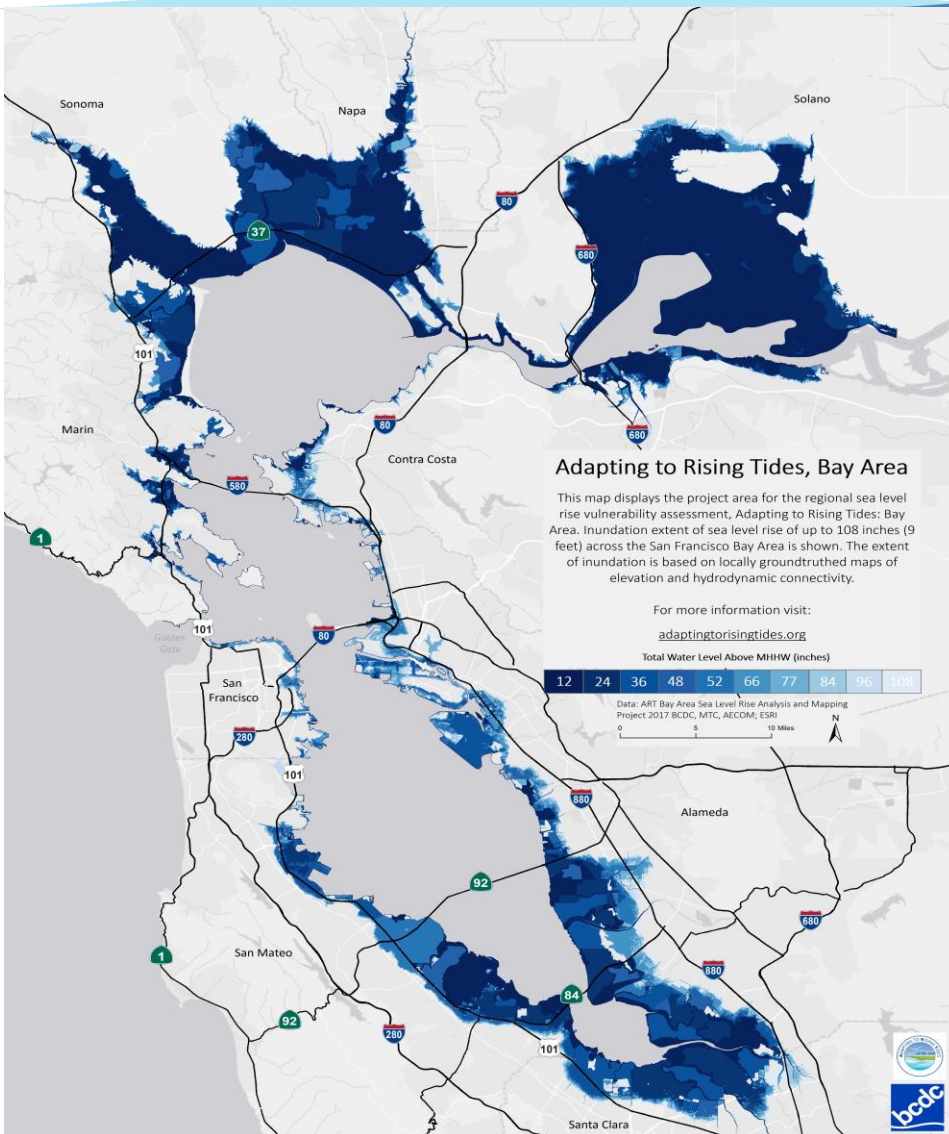 Sonoma
Napa
Solano
80
37
680
101
Marin
80
680
Contra Costa
580
1
Adapting to Rising Tides, Bay Area
This map displays the project area for the regional sea level
rise vulnerability assessment, Adapting to Rising Tides: Bay
Area. Inundation extent of sea level rise of up to 108 inches (9
feet) across the San Francisco Bay Area is shown. The extent
of inundation is based on locally groundtruthed maps of
elevation and hydrodynamic connectivity.
For more information visit:
adaptingtorisingtides.org
Total Water Level Above MHHW (inches)
12 24 36 48 52 66 77 84 96 108
Data: ART Bay Area Sea Level Rise Analysis and Mapping
Project 2017 BCDC, MTC, AECOM; ESRI
N
0 5 10 Miles
Golden
Gate
101
80
San
Francisco
280
101
880
Alameda
92
680
San Mateo
1
880
84
92
280
101
Santa Clara
bcdc